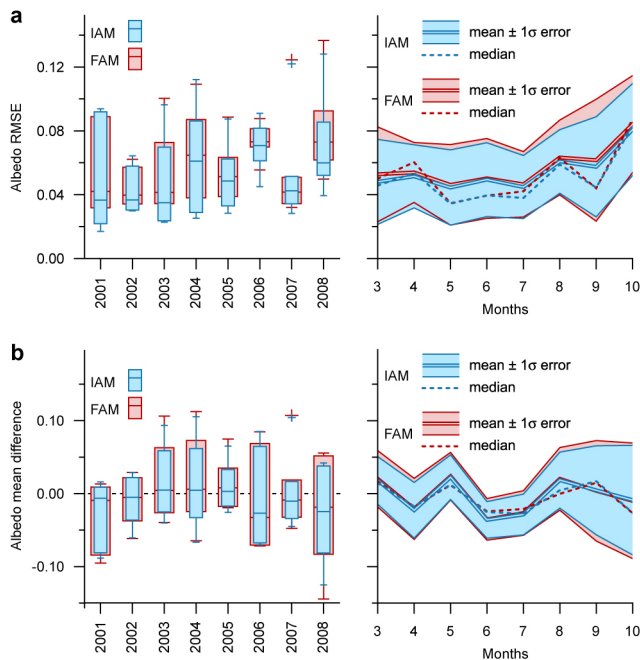 a
IAM
FAM
Albedo RMSE
0.12
0.08
0.04
0.00
2001
2002
2003
2004
2005
2006
2007
2008
IAM
mean ± 1σ error
median
FAM
mean ± 1σ error
median
3
4
5
6
7
8
9
10
Months
b
IAM
FAM
Albedo mean difference
0.10
0.00
-0.10
2001
2002
2003
2004
2005
2006
2007
2008
IAM
mean ± 1σ error
median
FAM
mean ± 1σ error
median
3
4
5
6
7
8
9
10
Months